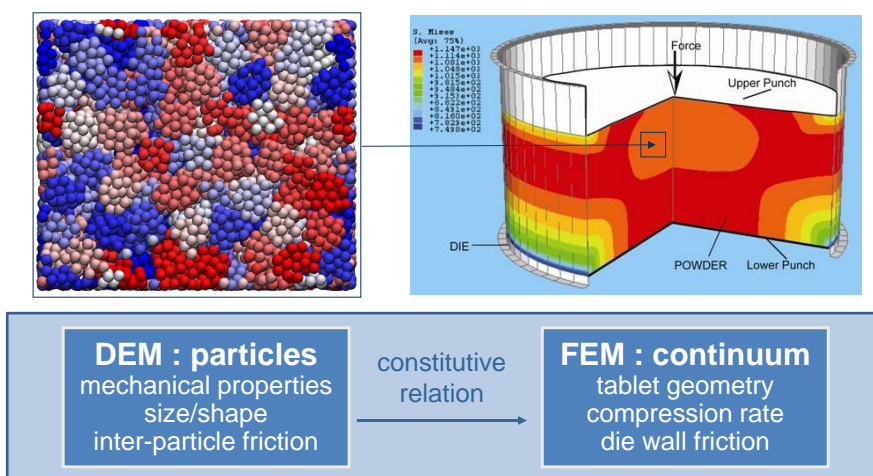 S, Mises
(Avg: 75%)
+1.147e+03
+1.114e+03
+1.081e+03
+1.048e+03
+1.015e+03
+9.815e+02
+9.484e+02
+9.153e+02
+8.822e+02
+8.491e+02
+8.160e+02
+7.829e+02
+7.498e+02
Force
Upper Punch
DIE
POWDER
Lower Punch
DEM : particles
mechanical properties
size/shape
inter-particle friction
constitutive
relation
FEM : continuum
tablet geometry
compression rate
die wall friction